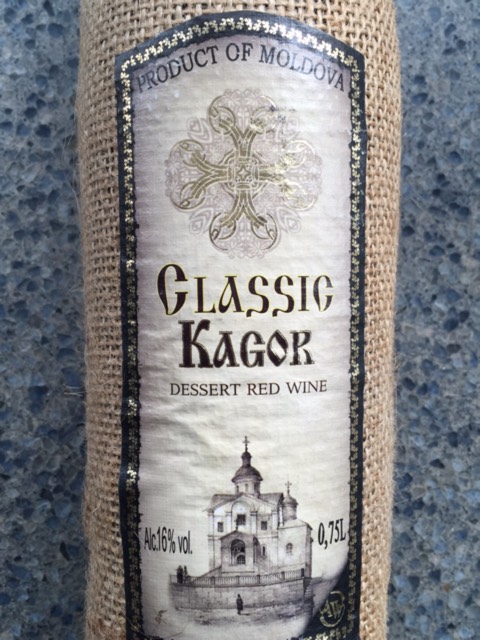 PRODUCT OF MOLDOVA
CLASSIC
KAGOR
DESSERT RED WINE
Alc.16% vol.
0,75L